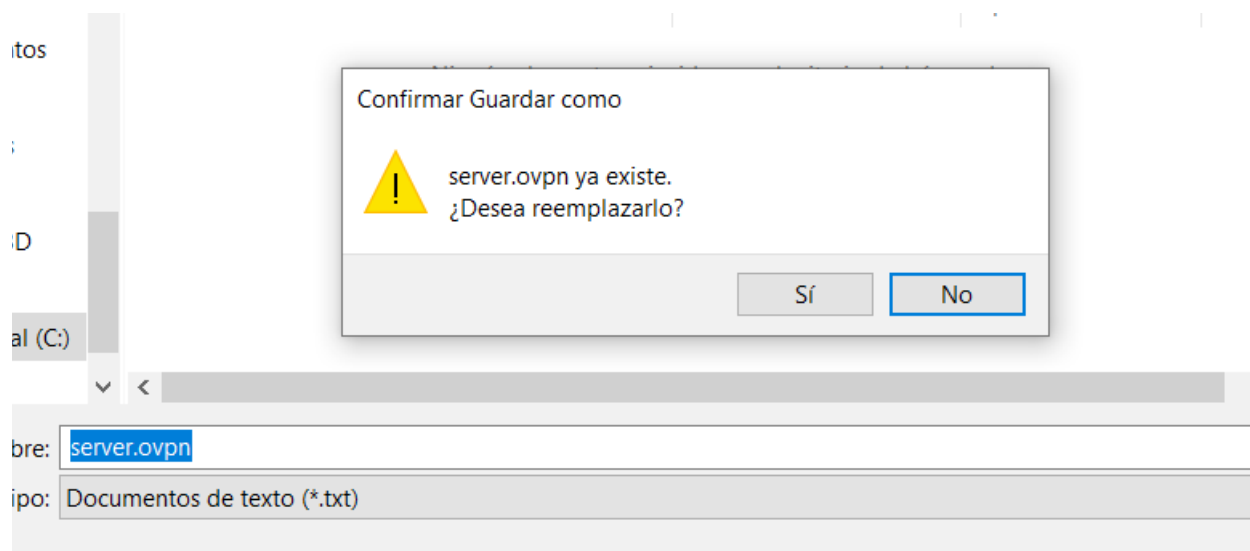 Confirmar Guardar como
server.ovpn ya existe.
¿Desea reemplazarlo?
Sí
No
al (C:)
bre: server.ovpn
ipo: Documentos de texto (*.txt)